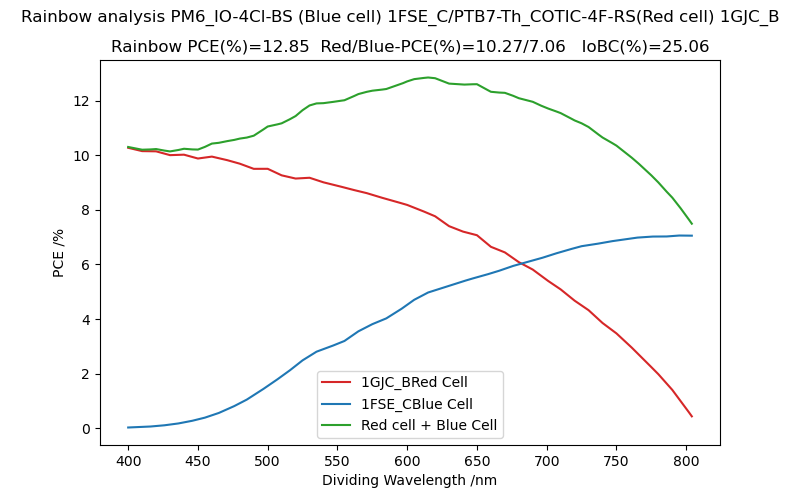 Rainbow analysis PM6_IO-4Cl-BS (Blue cell) 1FSE_C/PTB7-Th_COTIC-4F-RS(Red cell) 1GJC_B
Rainbow PCE(%)=12.85  Red/Blue-PCE(%)=10.27/7.06   IoBC(%)=25.06
PCE /%
12
10
8
6
4
2
0
1GJC_BRed Cell
1FSE_CBlue Cell
Red cell + Blue Cell
400 450 500 550 600 650 700 750 800
Dividing Wavelength /nm